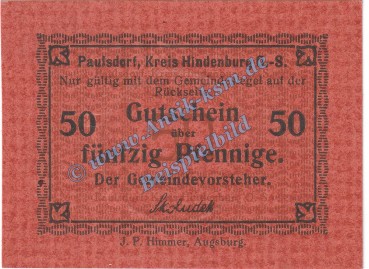 Paulsdorf, Kreis Hindenburg O.-S.
Nur gültig mit dem Gemeindesiegel auf der
Rückseite
Gutschein
50 über 50
fünfzig Pfennige.
Der Gemeindevorsteher.
J. P. Himmer, Augsburg.
© www.Antik-ksm.de
Beispielbild